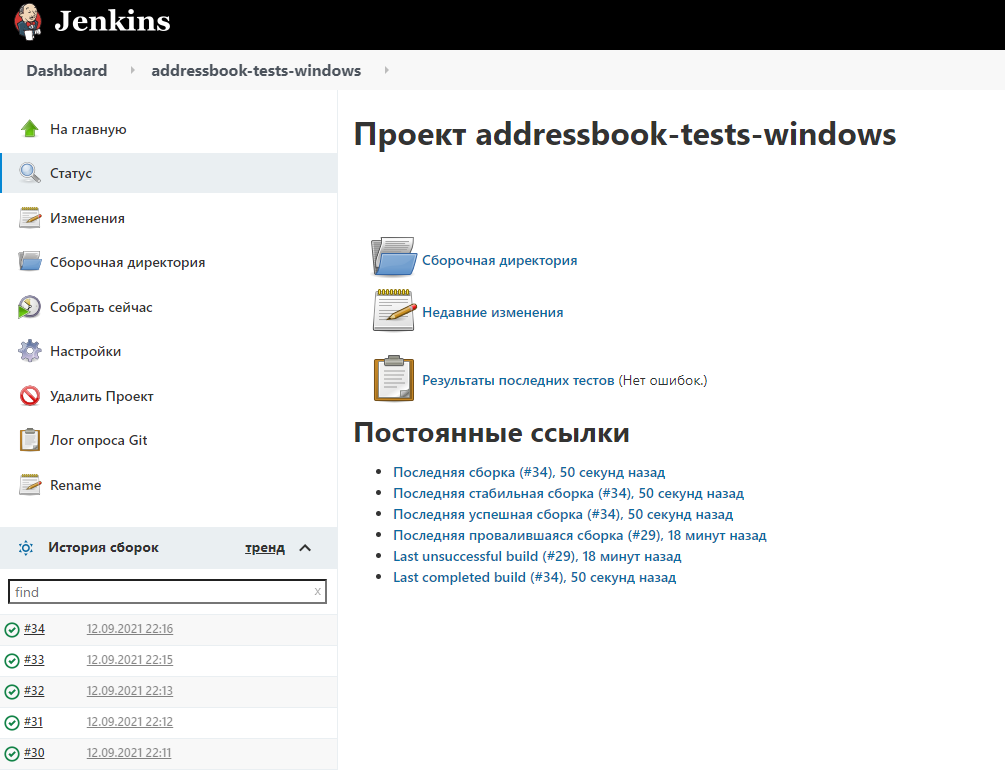 Jenkins
Dashboard addressbook-tests-windows
На главную
Статус
Изменения
Сборочная директория
Собрать сейчас
Настройки
Удалить Проект
Лог опроса Git
Rename
История сборок тренд
find x
#34 12.09.2021 22:16
#33 12.09.2021 22:15
#32 12.09.2021 22:13
#31 12.09.2021 22:12
#30 12.09.2021 22:11
Проект addressbook-tests-windows
Сборочная директория
Недавние изменения
Результаты последних тестов (Нет ошибок.)
Постоянные ссылки
Последняя сборка (#34), 50 секунд назад
Последняя стабильная сборка (#34), 50 секунд назад
Последняя успешная сборка (#34), 50 секунд назад
Последняя провалившаяся сборка (#29), 18 минут назад
Last unsuccessful build (#29), 18 минут назад
Last completed build (#34), 50 секунд назад